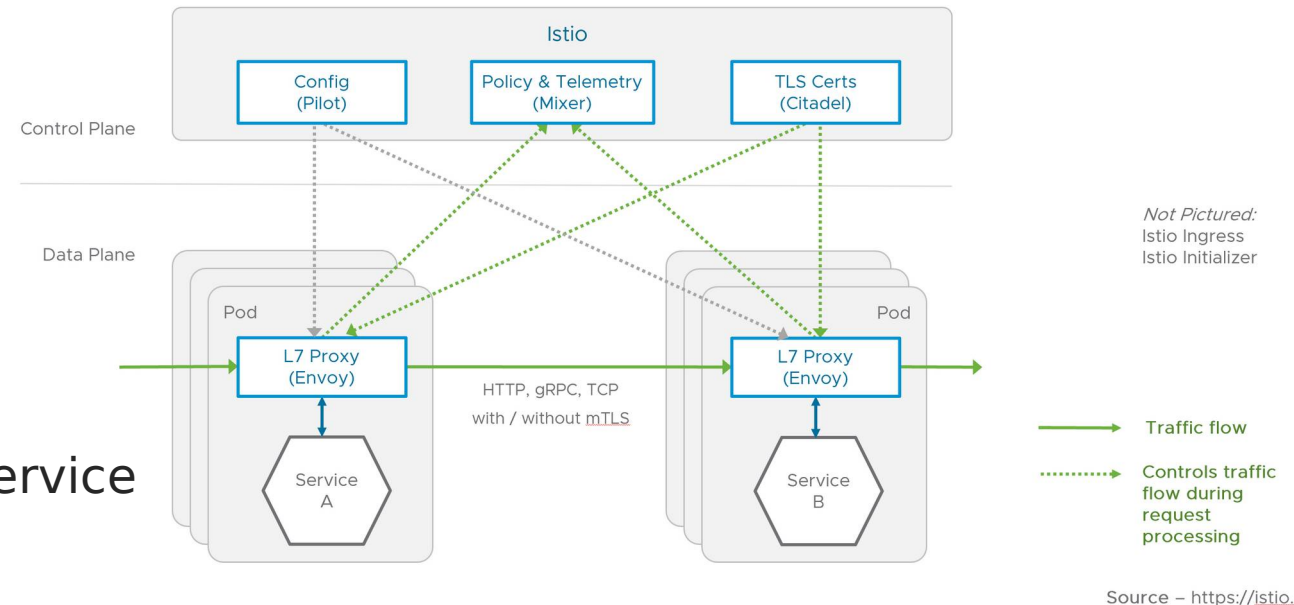 Istio
Config
(Pilot)
Policy & Telemetry
(Mixer)
TLS Certs
(Citadel)
Control Plane
Data Plane
Not Pictured:
Istio Ingress
Istio Initializer
Pod
L7 Proxy
(Envoy)
HTTP, gRPC, TCP
with / without mTLS
Service
A
Pod
L7 Proxy
(Envoy)
Service
B
ervice
Traffic flow
Controls traffic
flow during
request
processing
Source – https://istio.